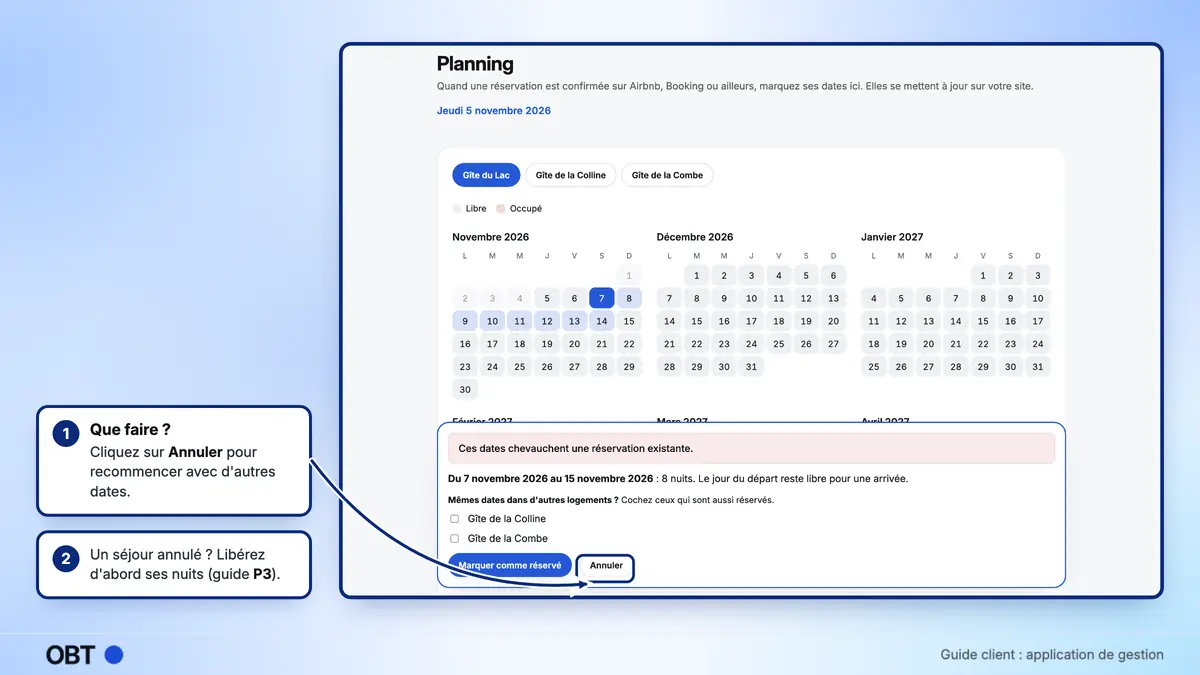 Planning
Quand une réservation est confirmée sur Airbnb, Booking ou ailleurs, marquez ses dates ici. Elles se mettent à jour sur votre site.
Jeudi 5 novembre 2026
Gîte du Lac Gîte de la Colline Gîte de la Combe
Libre Occupé
Novembre 2026
L M M J V S D
1
2 3 4 5 6 7 8
9 10 11 12 13 14 15
16 17 18 19 20 21 22
23 24 25 26 27 28 29
30
Décembre 2026
L M M J V S D
1 2 3 4 5 6
7 8 9 10 11 12 13
14 15 16 17 18 19 20
21 22 23 24 25 26 27
28 29 30 31
Janvier 2027
L M M J V S D
1 2 3
4 5 6 7 8 9 10
11 12 13 14 15 16 17
18 19 20 21 22 23 24
25 26 27 28 29 30 31
Février 2027 Mars 2027 Avril 2027
Ces dates chevauchent une réservation existante.
Du 7 novembre 2026 au 15 novembre 2026 : 8 nuits. Le jour du départ reste libre pour une arrivée.
Mêmes dates dans d'autres logements ? Cochez ceux qui sont aussi réservés.
Gîte de la Colline
Gîte de la Combe
Marquer comme réservé Annuler
1 Que faire ?
Cliquez sur Annuler pour
recommencer avec d'autres
dates.
2 Un séjour annulé ? Libérez
d'abord ses nuits (guide P3).
OBT
Guide client : application de gestion